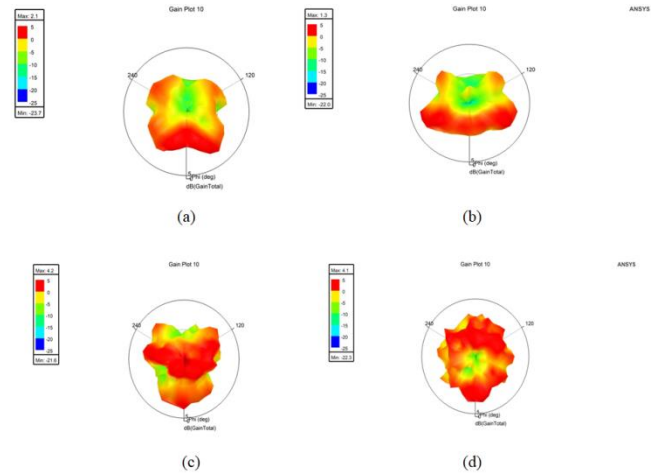 Gain Plot 10
Max: 2.1
5
0
-5
-10
-15
-20
-25
Min: -23.7
240
120
Phi (deg)
dB(GainTotal)
(a)
Gain Plot 10
ANSYS
Max: 1.3
5
0
-5
-10
-15
-20
-25
Min: -22.0
240
120
Phi (deg)
dB(GainTotal)
(b)
Gain Plot 10
Max: 4.2
5
0
-5
-10
-15
-20
-25
Min: -21.6
240
120
Phi (deg)
dB(GainTotal)
(c)
Gain Plot 10
ANSYS
Max: 4.1
5
0
-5
-10
-15
-20
-25
Min: -22.3
240
120
Phi (deg)
dB(GainTotal)
(d)